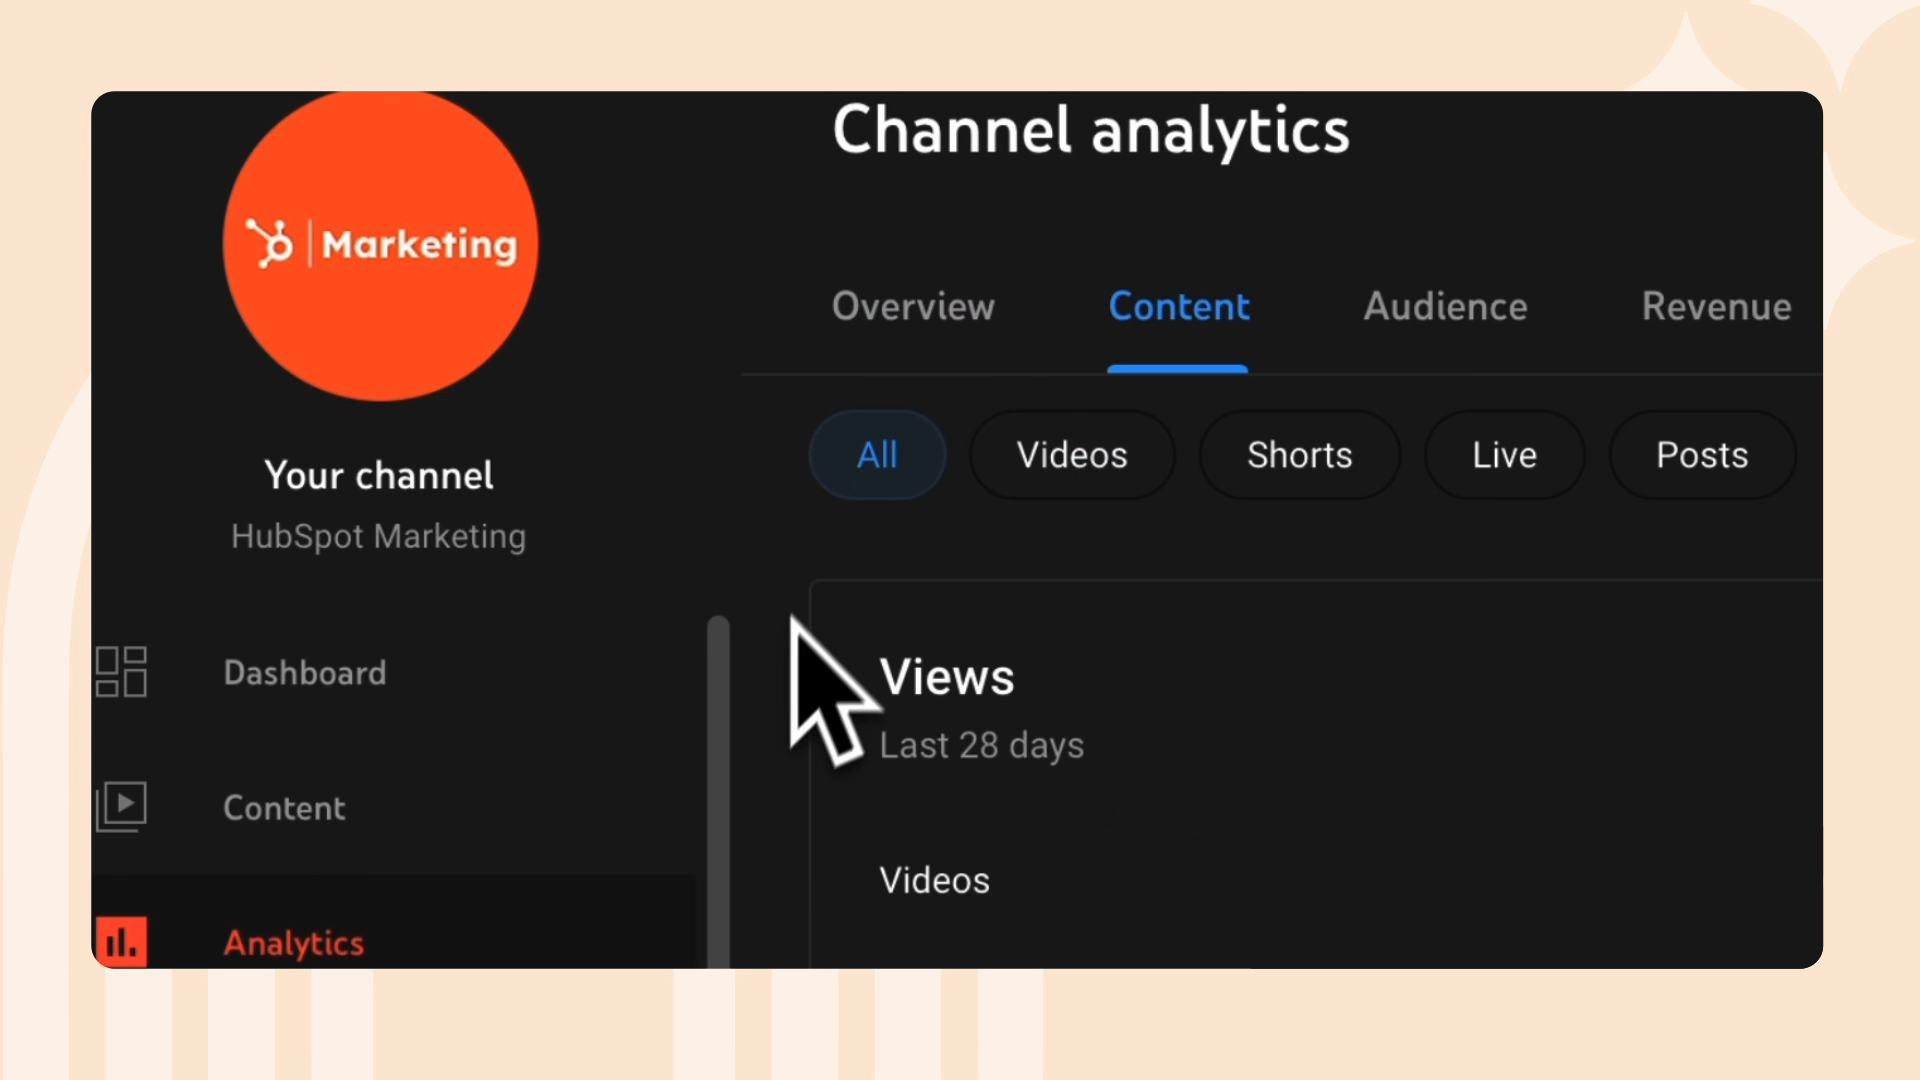 Marketing
Your channel
HubSpot Marketing
Dashboard
Content
Analytics
Channel analytics
Overview Content Audience Revenue
All Videos Shorts Live Posts
Views
Last 28 days
Videos